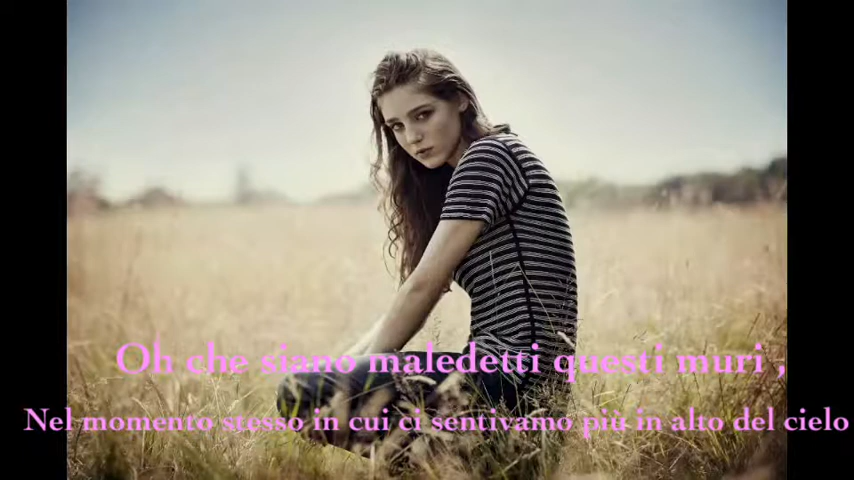 Oh che siano maledetti questi muri ,
Nel momento stesso in cui ci sentivamo più in alto del cielo